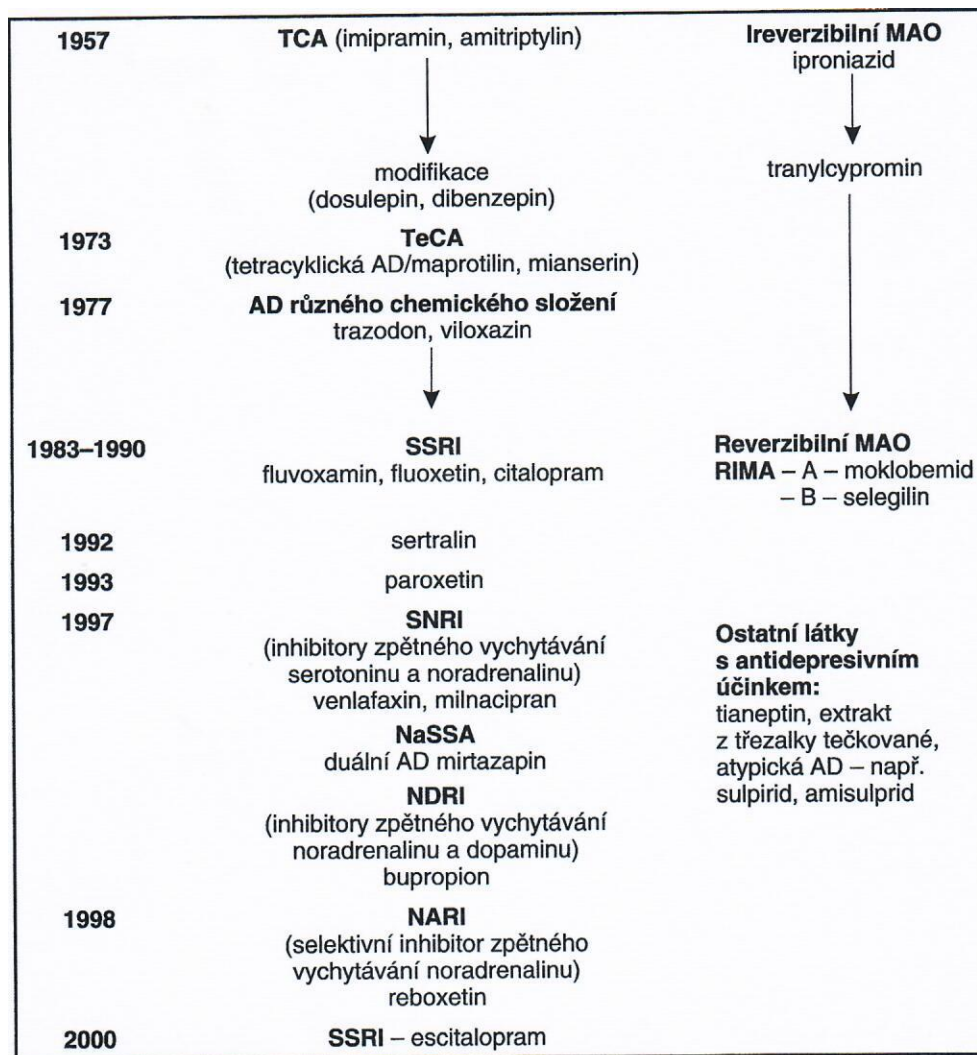 1957 TCA (imipramin, amitriptylin) Ireverzibilní MAO
iproniazid
modifikace tranylcypromin
(dosulepin, dibenzepin)
1973 TeCA
(tetracyklická AD/maprotilin, mianserin)
1977 AD různého chemického složení
trazodon, viloxazin
1983–1990 SSRI Reverzibilní MAO
fluvoxamin, fluoxetin, citalopram RIMA – A – moklobemid
– B – selegilin
1992 sertralin
1993 paroxetin
1997 SNRI
(inhibitory zpětného vychytávání
serotoninu a noradrenalinu)
venlafaxin, milnacipran
NaSSA
duální AD mirtazapin
NDRI
(inhibitory zpětného vychytávání
noradrenalinu a dopaminu)
bupropion
Ostatní látky
s antidepresivním
účinkem:
tianeptin, extrakt
z třezalky tečkované,
atypická AD – např.
sulpirid, amisulprid
1998 NARI
(selektivní inhibitor zpětného
vychytávání noradrenalinu)
reboxetin
2000 SSRI – escitalopram